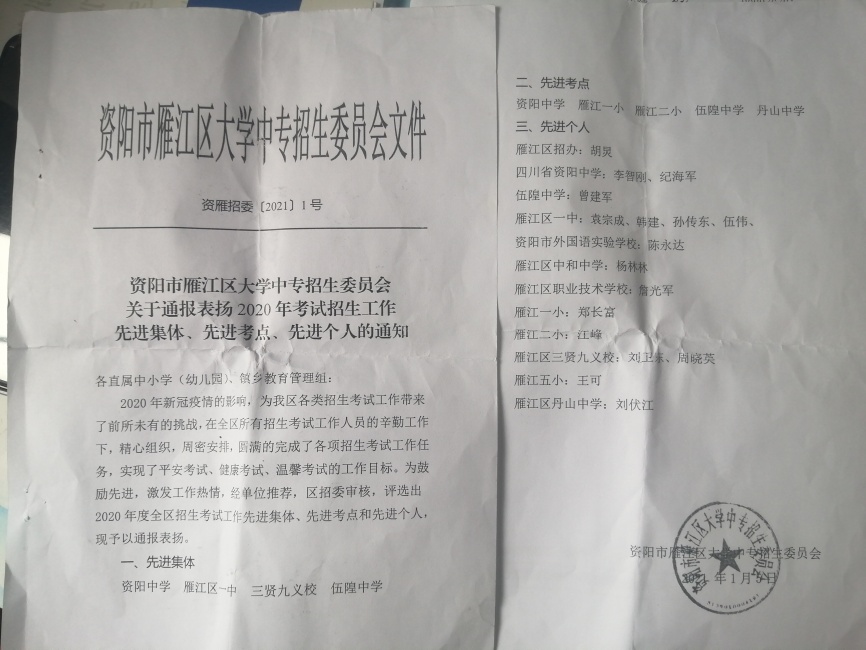 资阳市雁江区大学中专招生委员会文件
资雁招委〔2021〕1号
资阳市雁江区大学中专招生委员会
关于通报表扬2020年考试招生工作
先进集体、先进考点、先进个人的通知
各直属中小学（幼儿园）、镇乡教育管理组：
2020年新冠疫情的影响，为我区各类招生考试工作带来
了前所未有的挑战，在全区所有招生考试工作人员的辛勤工作
下，精心组织，周密安排，圆满的完成了各项招生考试工作任
务，实现了平安考试、健康考试、温馨考试的工作目标。为鼓
励先进，激发工作热情，经单位推荐，区招委审核，评选出
2020年度全区招生考试工作先进集体、先进考点和先进个人，
现予以通报表扬。
一、先进集体
资阳中学 雁江区一中 三贤九义校 伍隍中学
二、先进考点
资阳中学 雁江一小 雁江二小 伍隍中学 丹山中学
三、先进个人
雁江区招办：胡昊
四川省资阳中学：李智刚、纪海军
伍隍中学：曾建军
雁江区一中：袁宗成、韩建、孙传东、伍伟、
资阳市外国语实验学校：陈永达
雁江区中和中学：杨林林
雁江区职业技术学校：詹光军
雁江一小：郑长富
雁江二小：江峰
雁江区三贤九义校：刘卫东、周晓英
雁江五小：王可
雁江区丹山中学：刘伏江
资阳市雁江区大学中专招生委员会
年1月5日
资阳市雁江区大学中专招生委员会